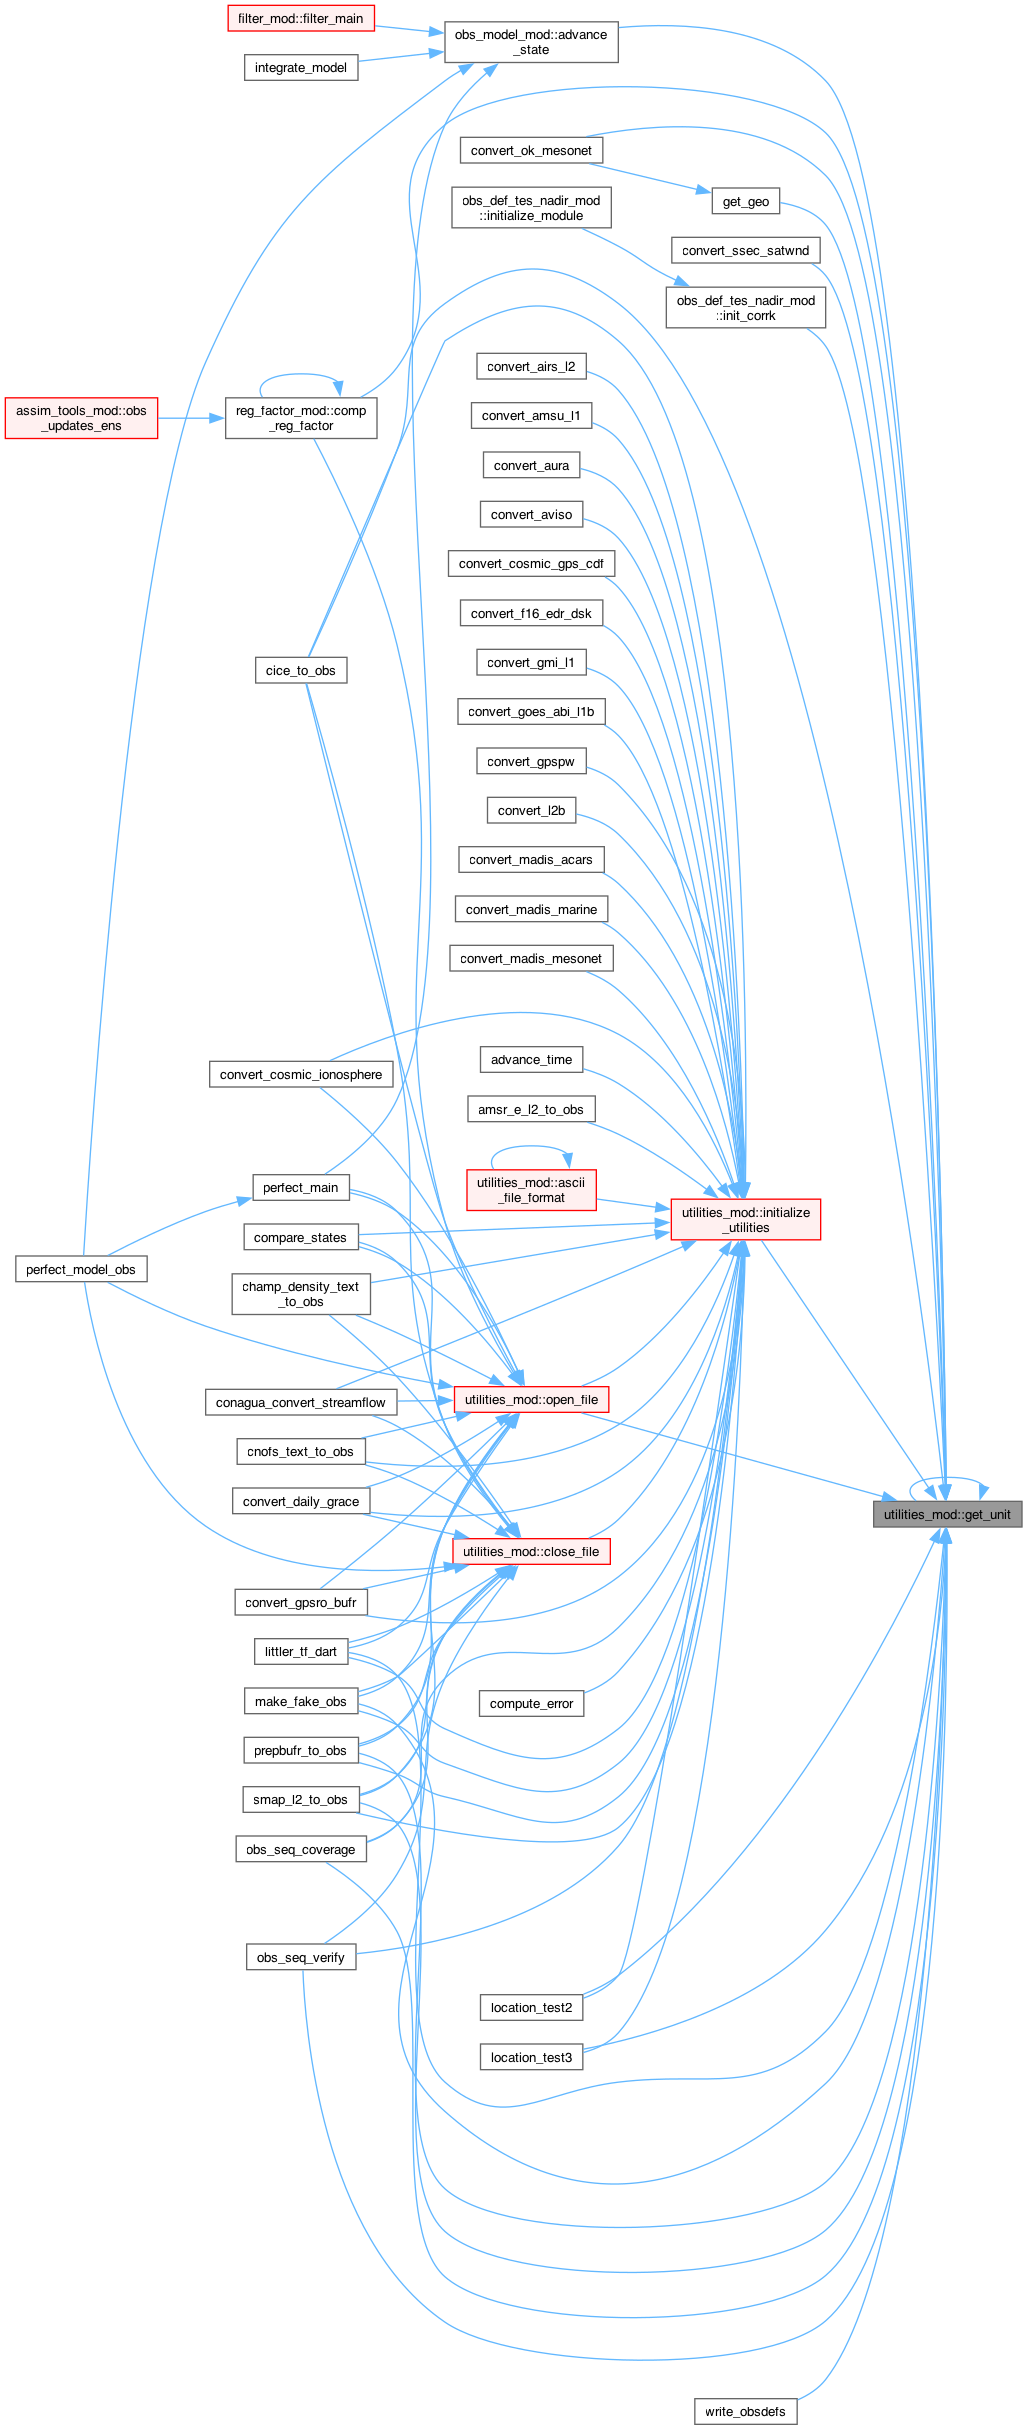 filter_mod::filter_main
obs_model_mod::advance
_state
integrate_model
convert_ok_mesonet
obs_def_tes_nadir_mod
::initialize_module
get_geo
convert_ssec_satwnd
obs_def_tes_nadir_mod
::init_corrk
convert_airs_l2
assim_tools_mod::obs
_updates_ens
reg_factor_mod::comp
_reg_factor
convert_amsu_l1
convert_aura
convert_aviso
convert_cosmic_gps_cdf
convert_f16_edr_dsk
convert_gmi_l1
cice_to_obs
convert_goes_abi_l1b
convert_gpspw
convert_l2b
convert_madis_acars
convert_madis_marine
convert_madis_mesonet
advance_time
convert_cosmic_ionosphere
amsr_e_l2_to_obs
utilities_mod::ascii
_file_format
perfect_main
utilities_mod::initialize
_utilities
compare_states
perfect_model_obs
champ_density_text
_to_obs
conagua_convert_streamflow
utilities_mod::open_file
cnofs_text_to_obs
convert_daily_grace
utilities_mod::get_unit
utilities_mod::close_file
convert_gpsro_bufr
littler_tf_dart
make_fake_obs
compute_error
prepbufr_to_obs
smap_l2_to_obs
obs_seq_coverage
obs_seq_verify
location_test2
location_test3
write_obsdefs